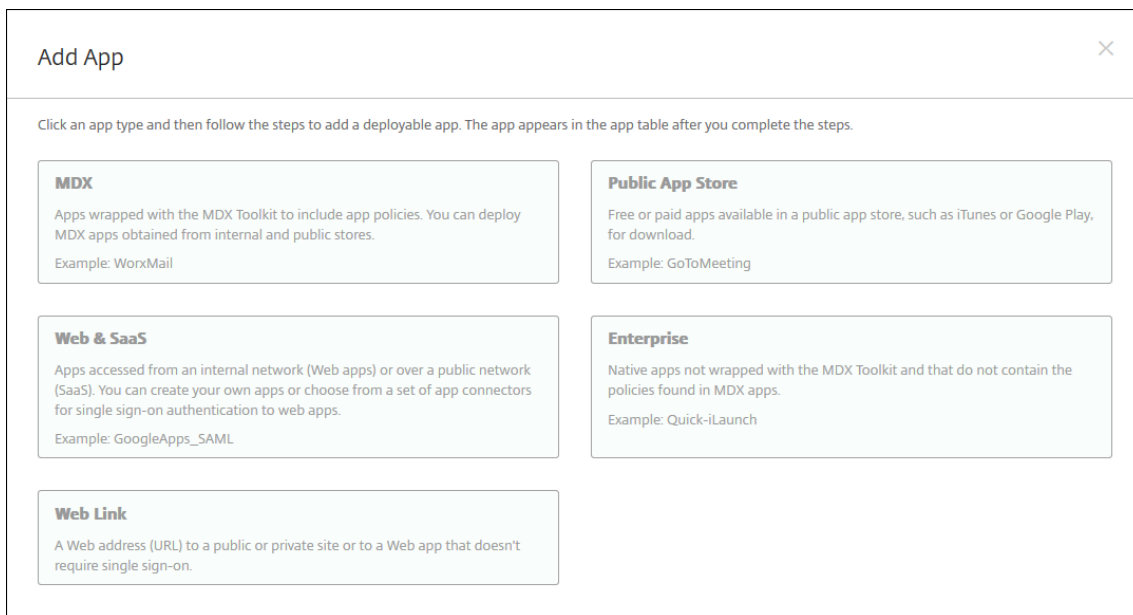 Add App
Click an app type and then follow the steps to add a deployable app. The app appears in the app table after you complete the steps.
MDX
Apps wrapped with the MDX Toolkit to include app policies. You can deploy
MDX apps obtained from internal and public stores.
Example: WorxMail
Public App Store
Free or paid apps available in a public app store, such as iTunes or Google Play,
for download.
Example: GoToMeeting
Web & SaaS
Apps accessed from an internal network (Web apps) or over a public network
(SaaS). You can create your own apps or choose from a set of app connectors
for single sign-on authentication to web apps.
Example: GoogleApps_SAML
Enterprise
Native apps not wrapped with the MDX Toolkit and that do not contain the
policies found in MDX apps.
Example: Quick-iLaunch
Web Link
A Web address (URL) to a public or private site or to a Web app that doesn't
require single sign-on.